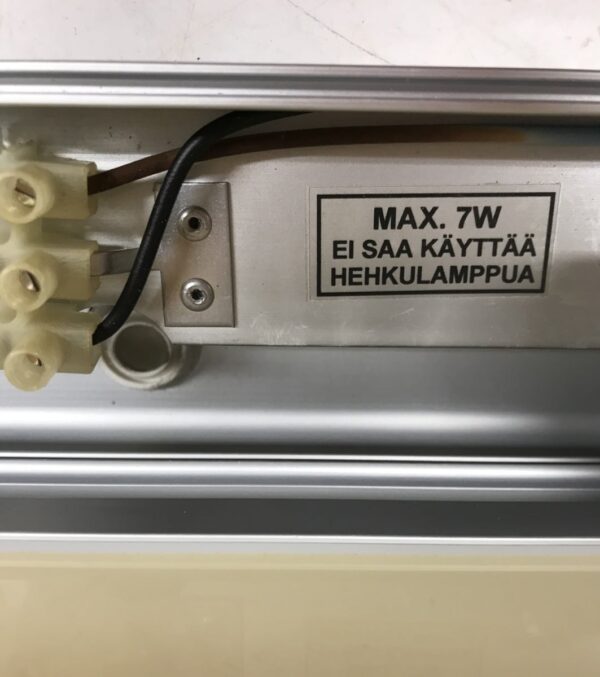 MAX. 7W
EI SAA KÄYTTÄÄ
HEHKULAMPPUA